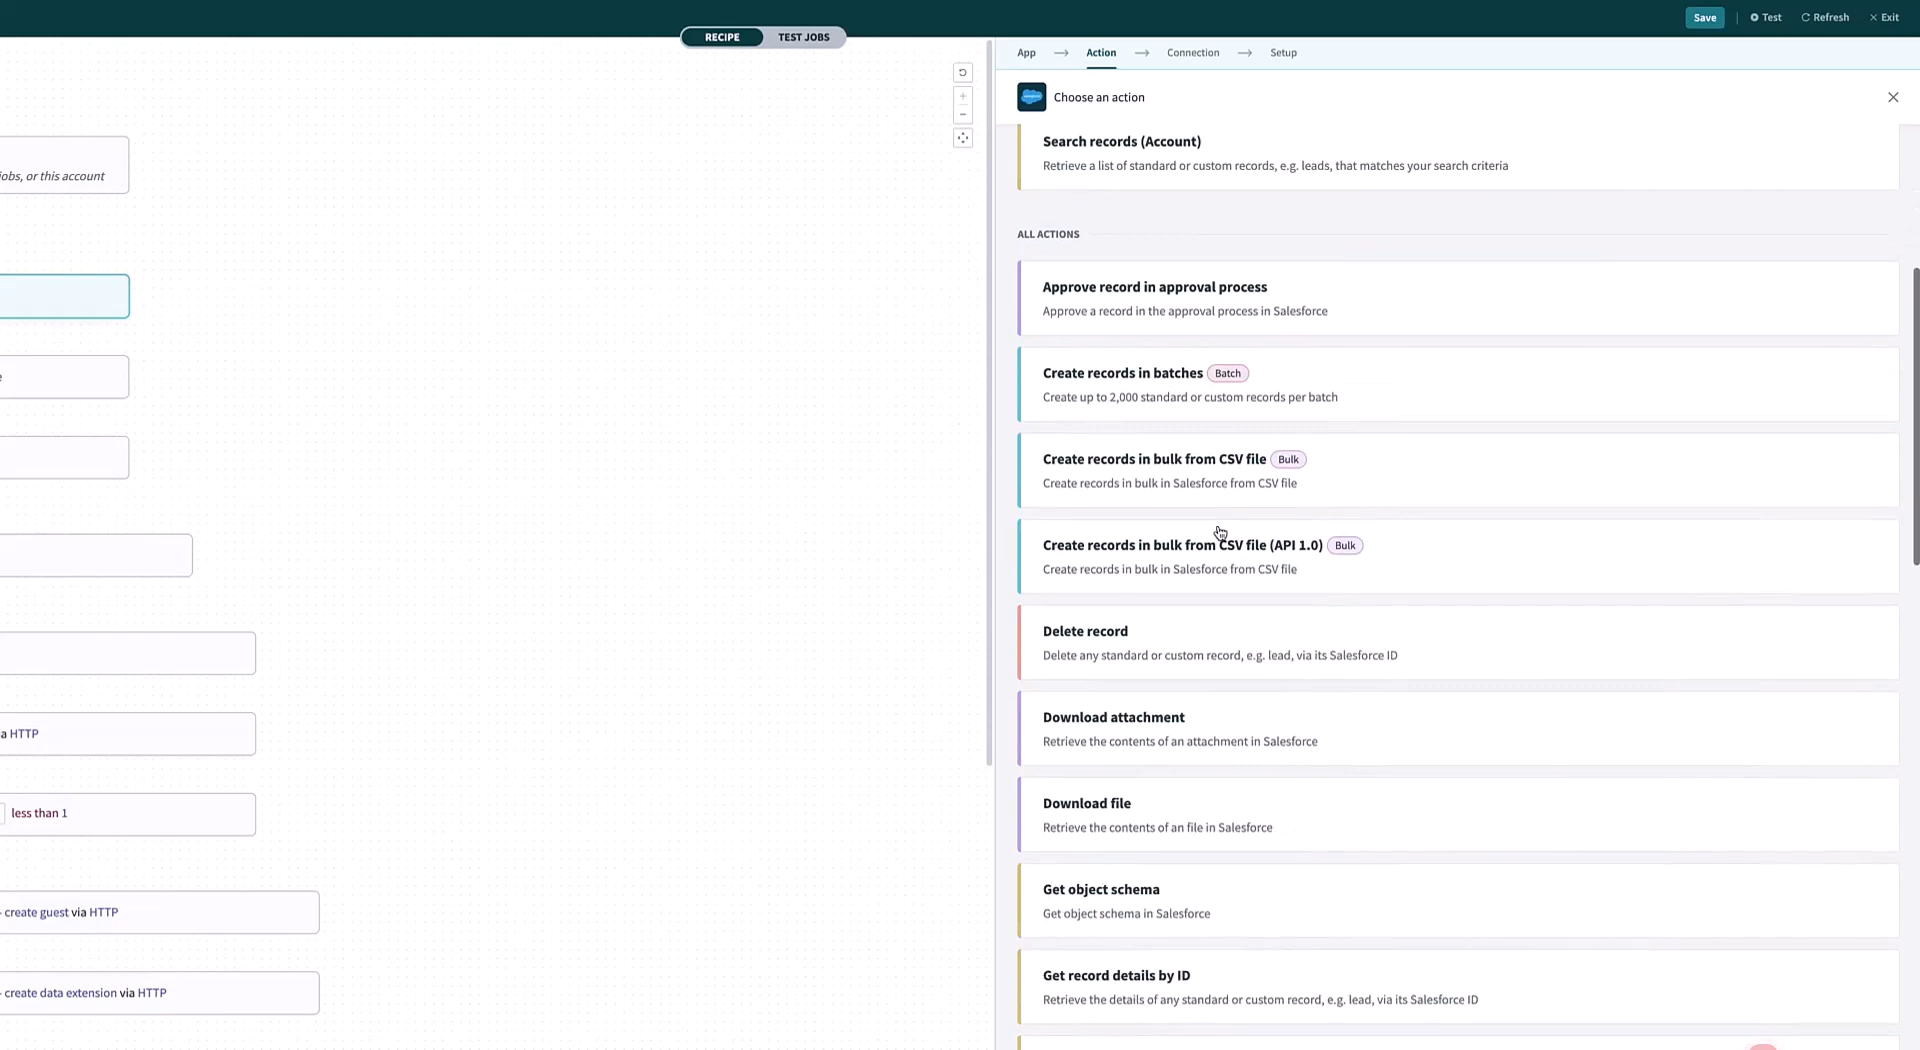 Save
Test
Refresh
Exit
RECIPE
TEST JOBS
App
Action
Connection
Setup
Choose an action
jobs, or this account
a HTTP
less than 1
- create guest via HTTP
- create data extension via HTTP
Search records (Account)
Retrieve a list of standard or custom records, e.g. leads, that matches your search criteria
ALL ACTIONS
Approve record in approval process
Approve a record in the approval process in Salesforce
Create records in batches Batch
Create up to 2,000 standard or custom records per batch
Create records in bulk from CSV file Bulk
Create records in bulk in Salesforce from CSV file
Create records in bulk from CSV file (API 1.0) Bulk
Create records in bulk in Salesforce from CSV file
Delete record
Delete any standard or custom record, e.g. lead, via its Salesforce ID
Download attachment
Retrieve the contents of an attachment in Salesforce
Download file
Retrieve the contents of an file in Salesforce
Get object schema
Get object schema in Salesforce
Get record details by ID
Retrieve the details of any standard or custom record, e.g. lead, via its Salesforce ID